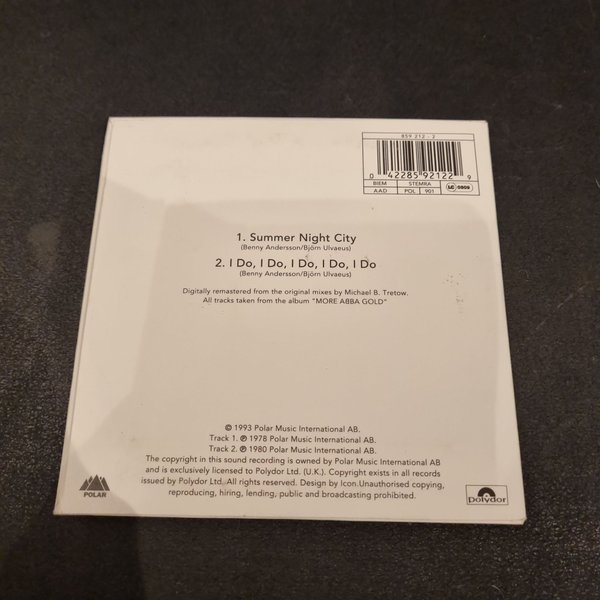 859 212 - 2
0 42285 92122 9
BIEM STEMRA LC 0309
AAD POL 901
1. Summer Night City
(Benny Andersson/Björn Ulvaeus)
2. I Do, I Do, I Do, I Do, I Do
(Benny Andersson/Björn Ulvaeus)
Digitally remastered from the original mixes by Michael B. Tretow.
All tracks taken from the album "MORE ABBA GOLD"
© 1993 Polar Music International AB.
Track 1. ℗ 1978 Polar Music International AB.
Track 2. ℗ 1980 Polar Music International AB.
The copyright in this sound recording is owned by Polar Music International AB
and is exclusively licensed to Polydor Ltd. (U.K.). Copyright exists in all records
issued by Polydor Ltd. All rights reserved. Design by Icon.Unauthorised copying,
reproducing, hiring, lending, public and broadcasting prohibited.
POLAR
Polydor